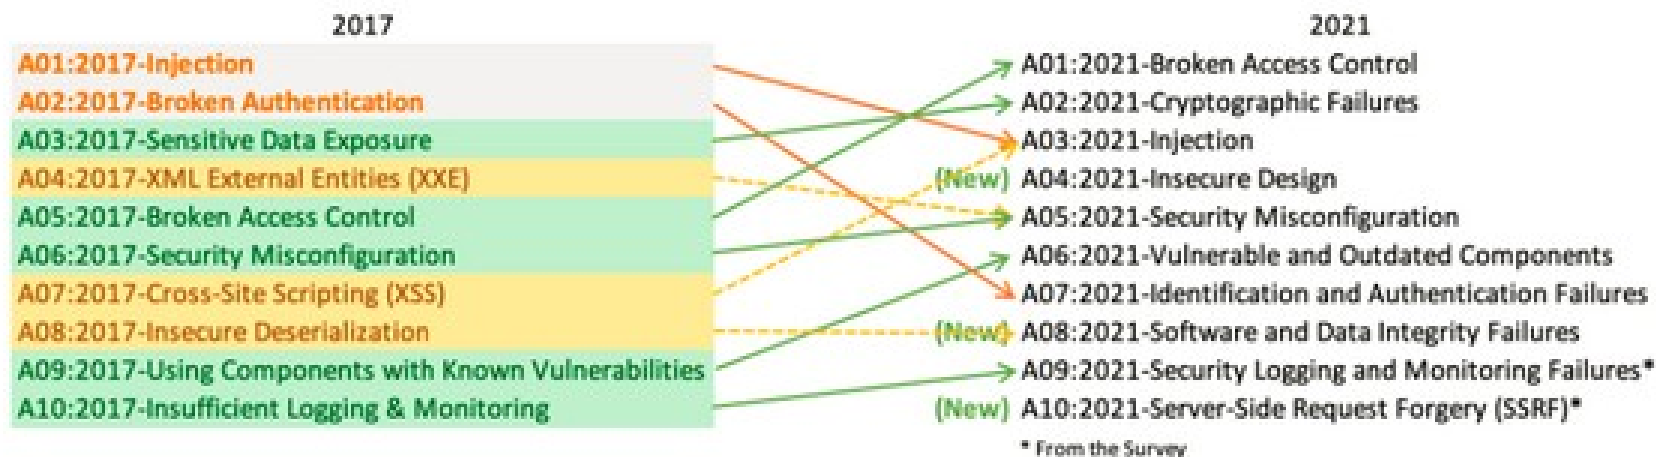 2017
A01:2017-Injection
A02:2017-Broken Authentication
A03:2017-Sensitive Data Exposure
A04:2017-XML External Entities (XXE)
A05:2017-Broken Access Control
A06:2017-Security Misconfiguration
A07:2017-Cross-Site Scripting (XSS)
A08:2017-Insecure Deserialization
A09:2017-Using Components with Known Vulnerabilities
A10:2017-Insufficient Logging & Monitoring
2021
A01:2021-Broken Access Control
A02:2021-Cryptographic Failures
A03:2021-Injection
(New) A04:2021-Insecure Design
A05:2021-Security Misconfiguration
A06:2021-Vulnerable and Outdated Components
A07:2021-Identification and Authentication Failures
(New) A08:2021-Software and Data Integrity Failures
A09:2021-Security Logging and Monitoring Failures*
(New) A10:2021-Server-Side Request Forgery (SSRF)*
* From the Survey